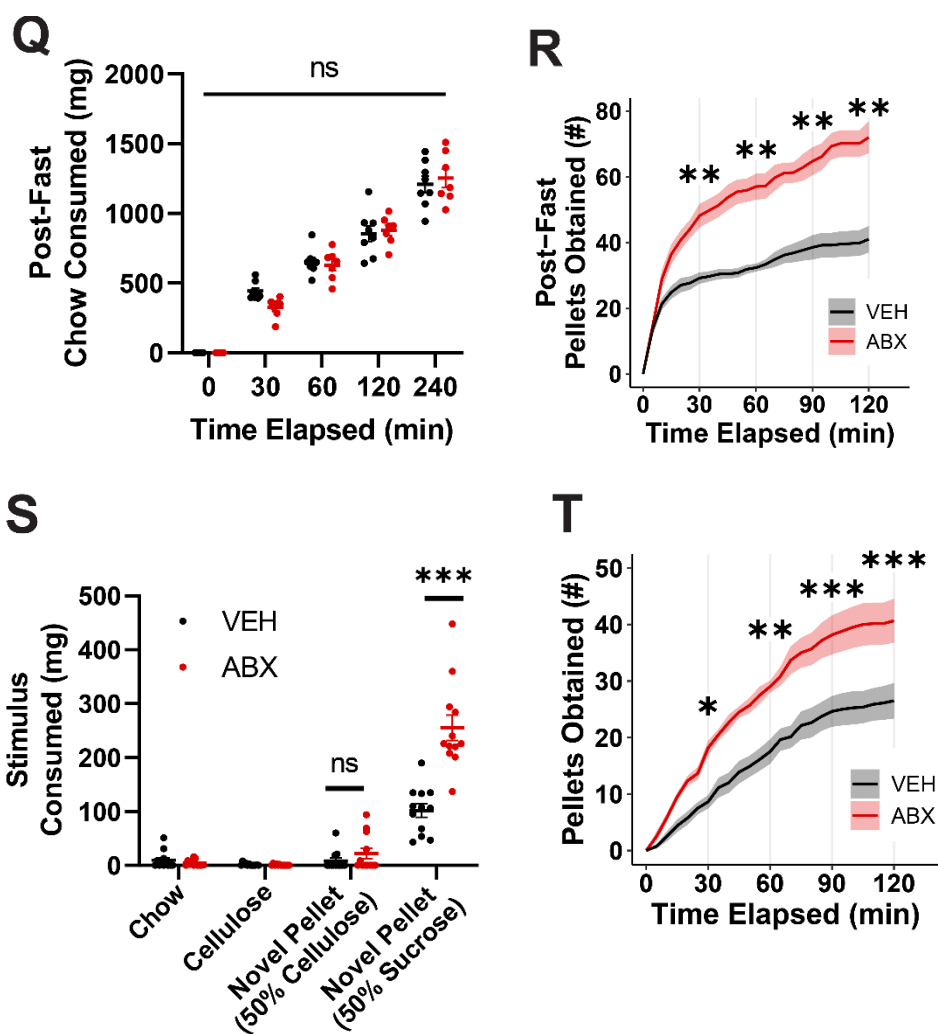 Q
ns
Post-Fast
Chow Consumed (mg)
2000
1500
1000
500
0
0 30 60 120 240
Time Elapsed (min)
R
Post-Fast
Pellets Obtained (#)
80
60
40
20
0
** ** ** **
VEH
ABX
0 30 60 90 120
Time Elapsed (min)
S
Stimulus
Consumed (mg)
500
400
300
200
100
0
VEH
ABX
ns
***
Chow
Cellulose
Novel Pellet
(50% Cellulose)
Novel Pellet
(50% Sucrose)
T
Pellets Obtained (#)
50
40
30
20
10
0
* ** *** ***
VEH
ABX
0 30 60 90 120
Time Elapsed (min)